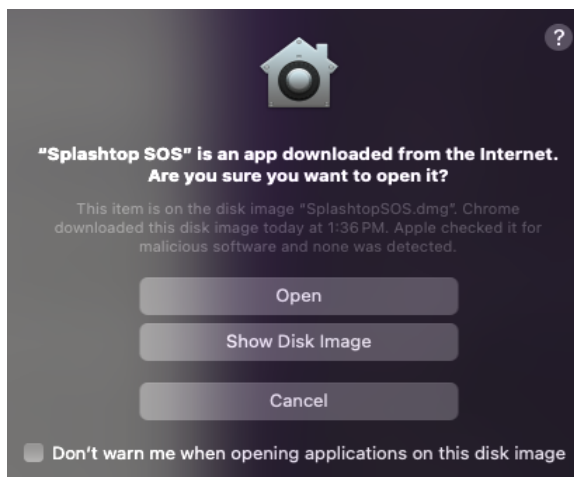 ?
“Splashtop SOS” is an app downloaded from the Internet.
Are you sure you want to open it?
This item is on the disk image “SplashtopSOS.dmg”. Chrome
downloaded this disk image today at 1:36 PM. Apple checked it for
malicious software and none was detected.
Open
Show Disk Image
Cancel
Don’t warn me when opening applications on this disk image